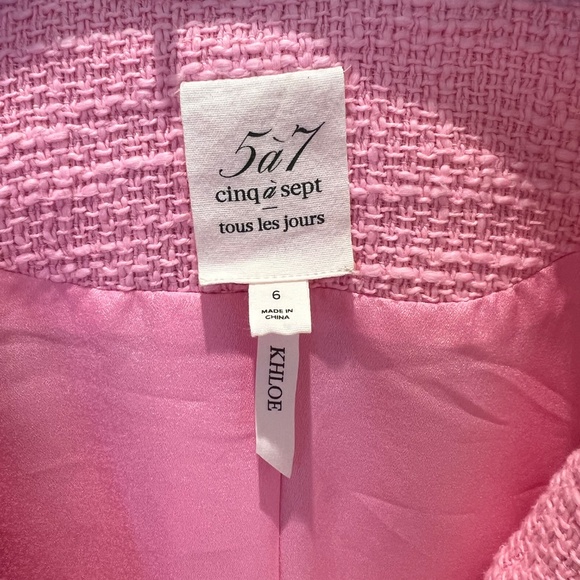 5à7
cinq à sept
tous les jours
6
MADE IN
CHINA
KHLOE